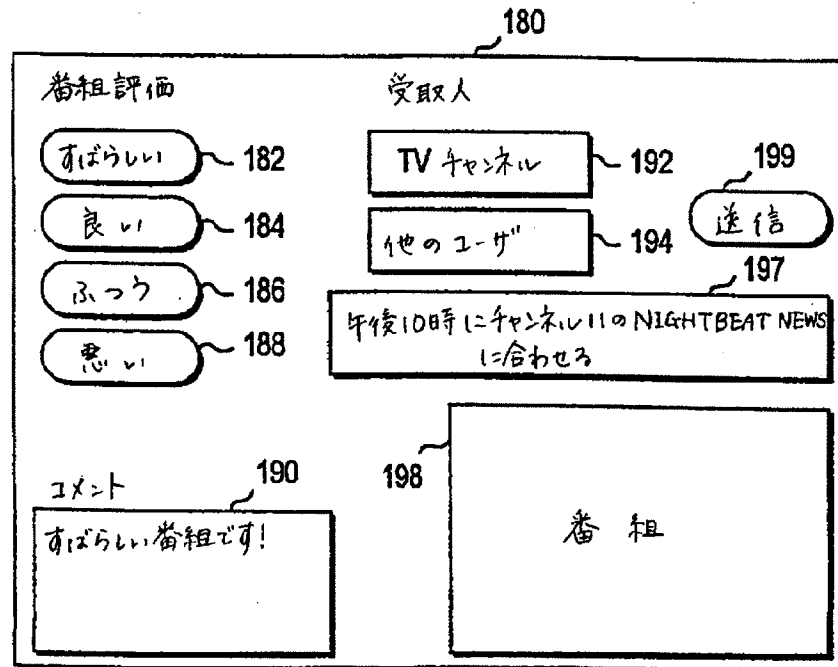 180
番組評価
受取人
すばらしい 182
TV チャンネル 192
199
良い 184
他のユーザ 194
送信
ふつう 186
197
悪い 188
午後10時にチャンネル11のNIGHTBEAT NEWS
に合わせる
コメント
190
198
すばらしい番組です!
番 組